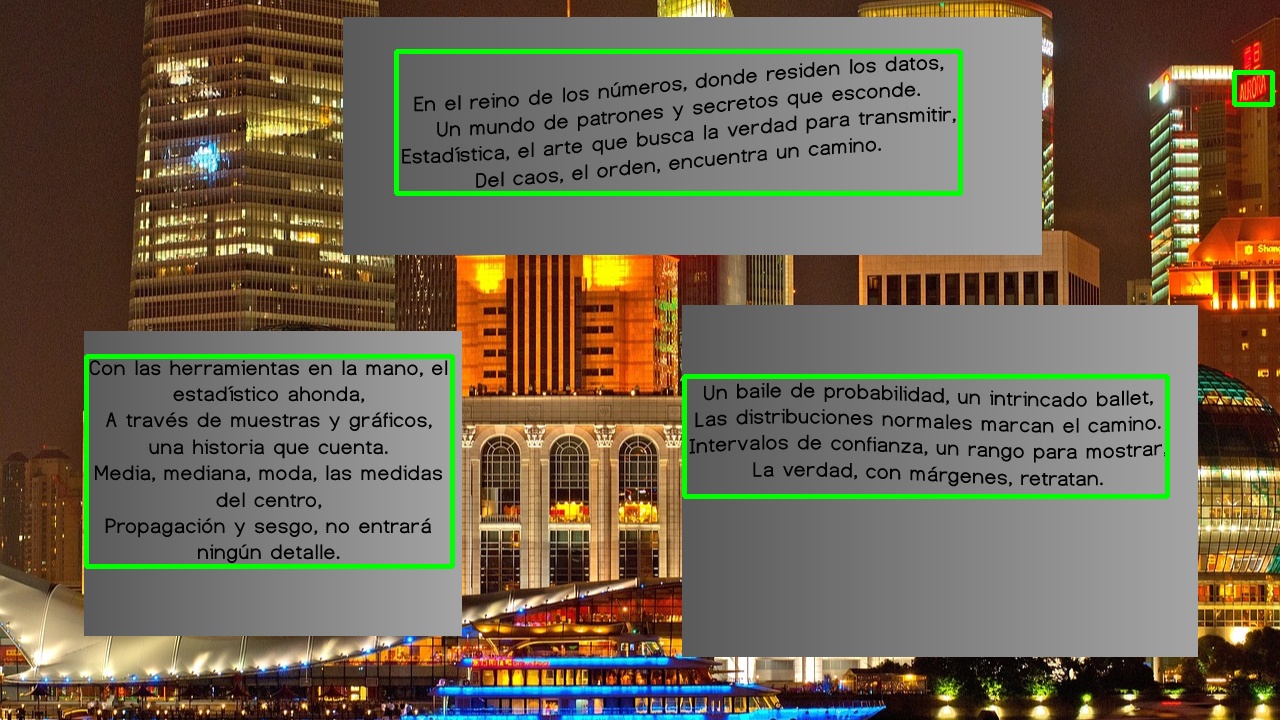 En el reino de los números, donde residen los datos,
Un mundo de patrones y secretos que esconde.
Estadística, el arte que busca la verdad para transmitir,
Del caos, el orden, encuentra un camino.
AURORA
Con las herramientas en la mano, el
estadístico ahonda,
A través de muestras y gráficos,
una historia que cuenta.
Media, mediana, moda, las medidas
del centro,
Propagación y sesgo, no entrará
ningún detalle.
Un baile de probabilidad, un intrincado ballet,
Las distribuciones normales marcan el camino.
Intervalos de confianza, un rango para mostrar,
La verdad, con márgenes, retratan.